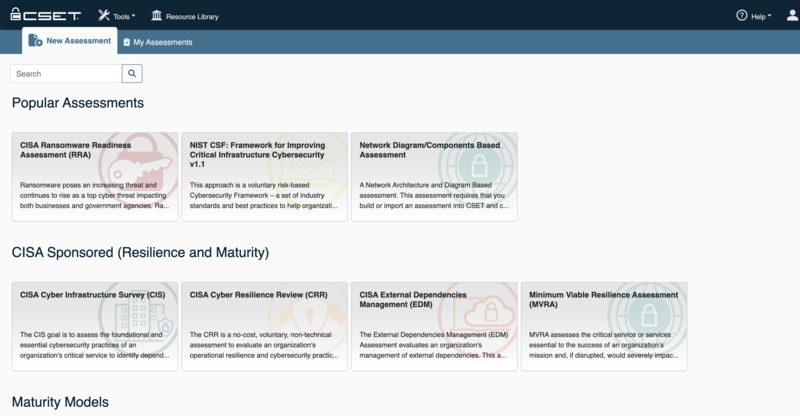 CSET Tools Resource Library Help
New Assessment My Assessments
Search
Popular Assessments
CISA Ransomware Readiness
Assessment (RRA)
Ransomware poses an increasing threat and
continues to rise as a top cyber threat impacting
both businesses and government agencies. Ra...
NIST CSF: Framework for Improving
Critical Infrastructure Cybersecurity
v1.1
This approach is a voluntary risk-based
Cybersecurity Framework – a set of industry
standards and best practices to help organizati...
Network Diagram/Components Based
Assessment
A Network Architecture and Diagram Based
assessment. This assessment requires that you
build or import an assessment into CSET and c...
CISA Sponsored (Resilience and Maturity)
CISA Cyber Infrastructure Survey (CIS)
The CIS goal is to assess the foundational and
essential cybersecurity practices of an
organization's critical service to identify depend...
CISA Cyber Resilience Review (CRR)
The CRR is a no-cost, voluntary, non-technical
assessment to evaluate an organization's
operational resilience and cybersecurity practic...
CISA External Dependencies
Management (EDM)
The External Dependencies Management (EDM)
Assessment evaluates an organization's
management of external dependencies. This a...
Minimum Viable Resilience Assessment
(MVRA)
MVRA assesses the critical service or services
essential to the success of an organization's
mission and, if disrupted, would severely impac...
Maturity Models